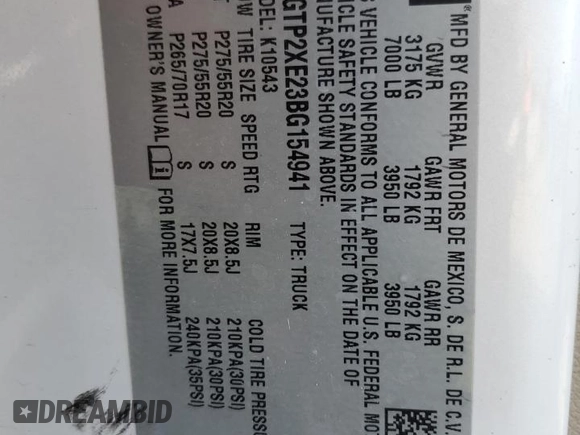 MFD BY GENERAL MOTORS DE MEXICO, S. DE R.L. DE C.V.
GVWR GAWR FRT GAWR RR
3175 KG 1792 KG 1792 KG
7000 LB 3950 LB 3950 LB
VEHICLE CONFORMS TO ALL APPLICABLE U.S. FEDERAL
SAFETY STANDARDS IN EFFECT ON THE DATE OF
MANUFACTURE SHOWN ABOVE.
GTP2XE23BG154941 TYPE: TRUCK
MODEL: K10543
TIRE SIZE SPEED RTG RIM COLD TIRE
P275/55R20 S 20X8.5J 210KPA(30PSI)
P275/55R20 S 20X8.5J 210KPA(30PSI)
P265/70R17 S 17X7.5J 240KPA(35PSI)
OWNER'S MANUAL FOR MORE INFORMATION.
DREAMBID